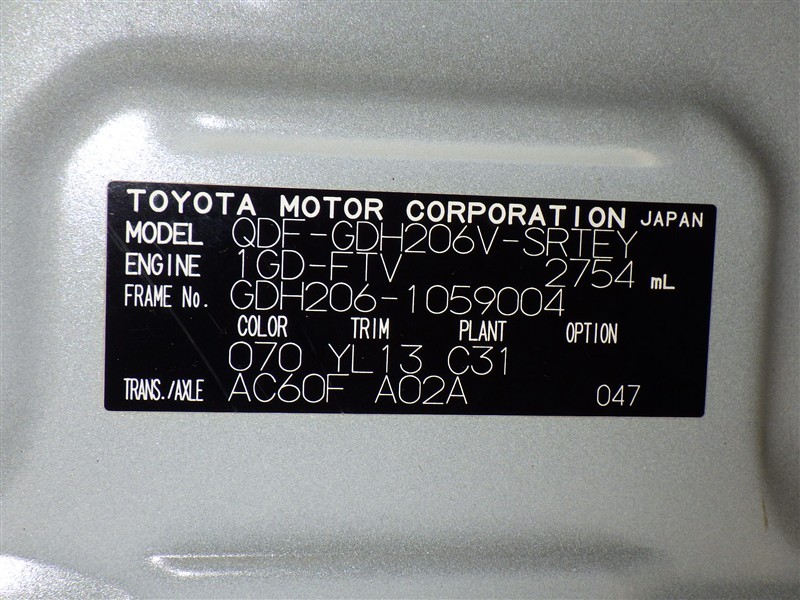 TOYOTA MOTOR CORPORATION JAPAN
MODEL QDF-GDH206V-SRTEY
ENGINE 1GD-FTV 2754 mL
FRAME No. GDH206-1059004
COLOR TRIM PLANT OPTION
070 YL13 C31
TRANS./AXLE AC60F A02A 047